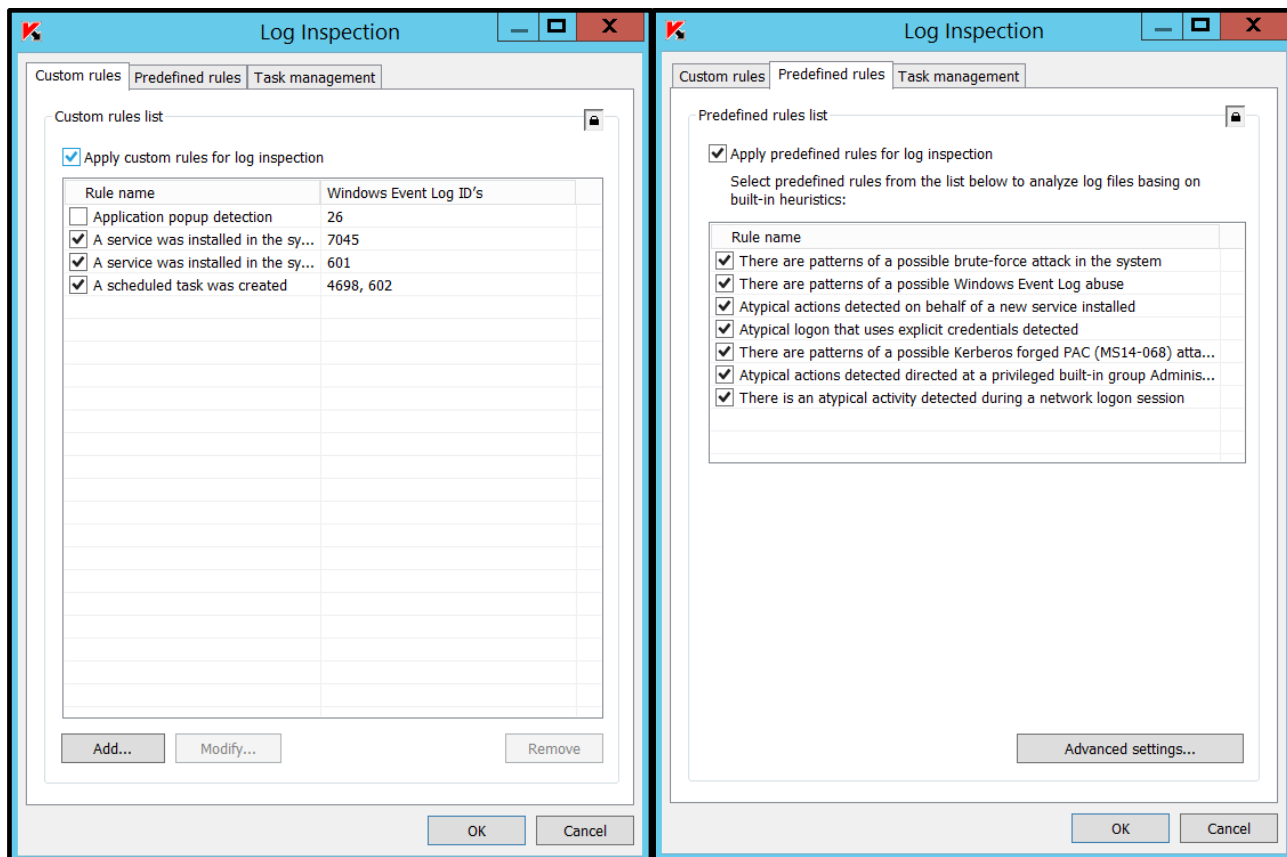 Log Inspection
Custom rules Predefined rules Task management
Custom rules list
Apply custom rules for log inspection
Rule name Windows Event Log ID's
Application popup detection 26
A service was installed in the sy... 7045
A service was installed in the sy... 601
A scheduled task was created 4698, 602
Add... Modify... Remove
OK Cancel
Log Inspection
Custom rules Predefined rules Task management
Predefined rules list
Apply predefined rules for log inspection
Select predefined rules from the list below to analyze log files basing on
built-in heuristics:
Rule name
There are patterns of a possible brute-force attack in the system
There are patterns of a possible Windows Event Log abuse
Atypical actions detected on behalf of a new service installed
Atypical logon that uses explicit credentials detected
There are patterns of a possible Kerberos forged PAC (MS14-068) atta...
Atypical actions detected directed at a privileged built-in group Adminis...
There is an atypical activity detected during a network logon session
Advanced settings...
OK Cancel